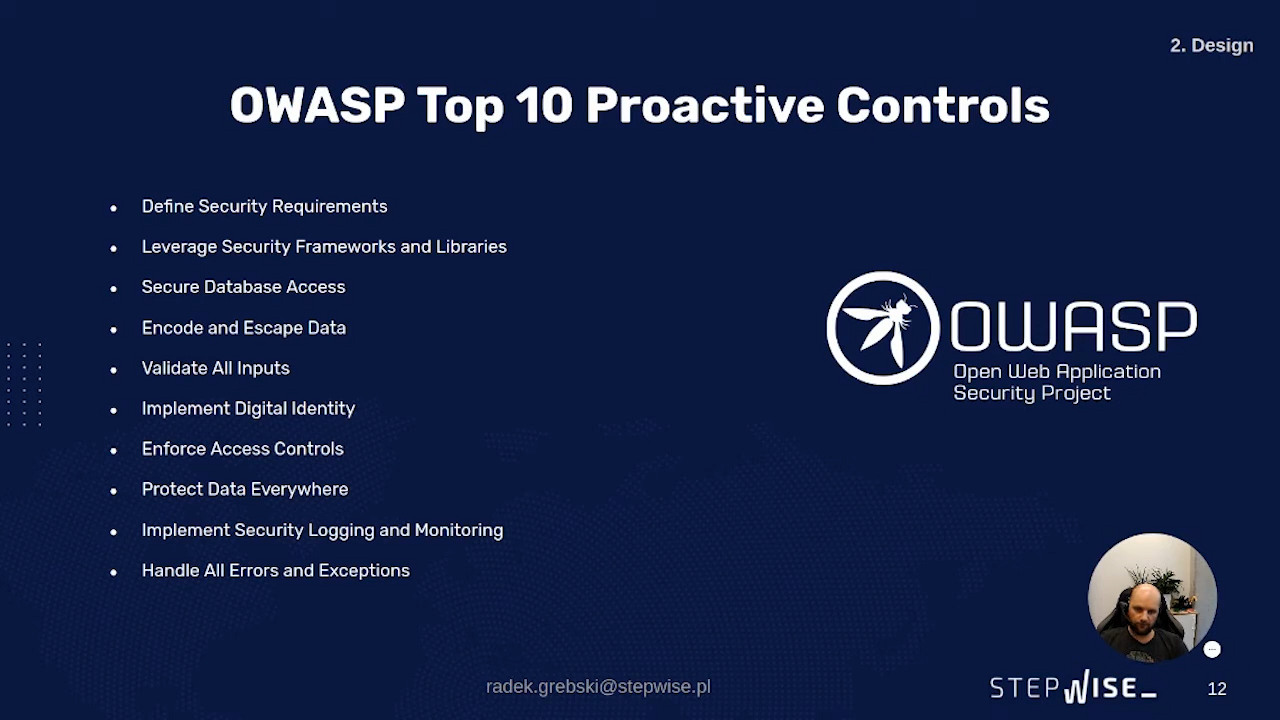 2. Design
OWASP Top 10 Proactive Controls
Define Security Requirements
Leverage Security Frameworks and Libraries
Secure Database Access
Encode and Escape Data
Validate All Inputs
Implement Digital Identity
Enforce Access Controls
Protect Data Everywhere
Implement Security Logging and Monitoring
Handle All Errors and Exceptions
OWASP
Open Web Application
Security Project
radek.grebski@stepwise.pl
STEPWISE_
12